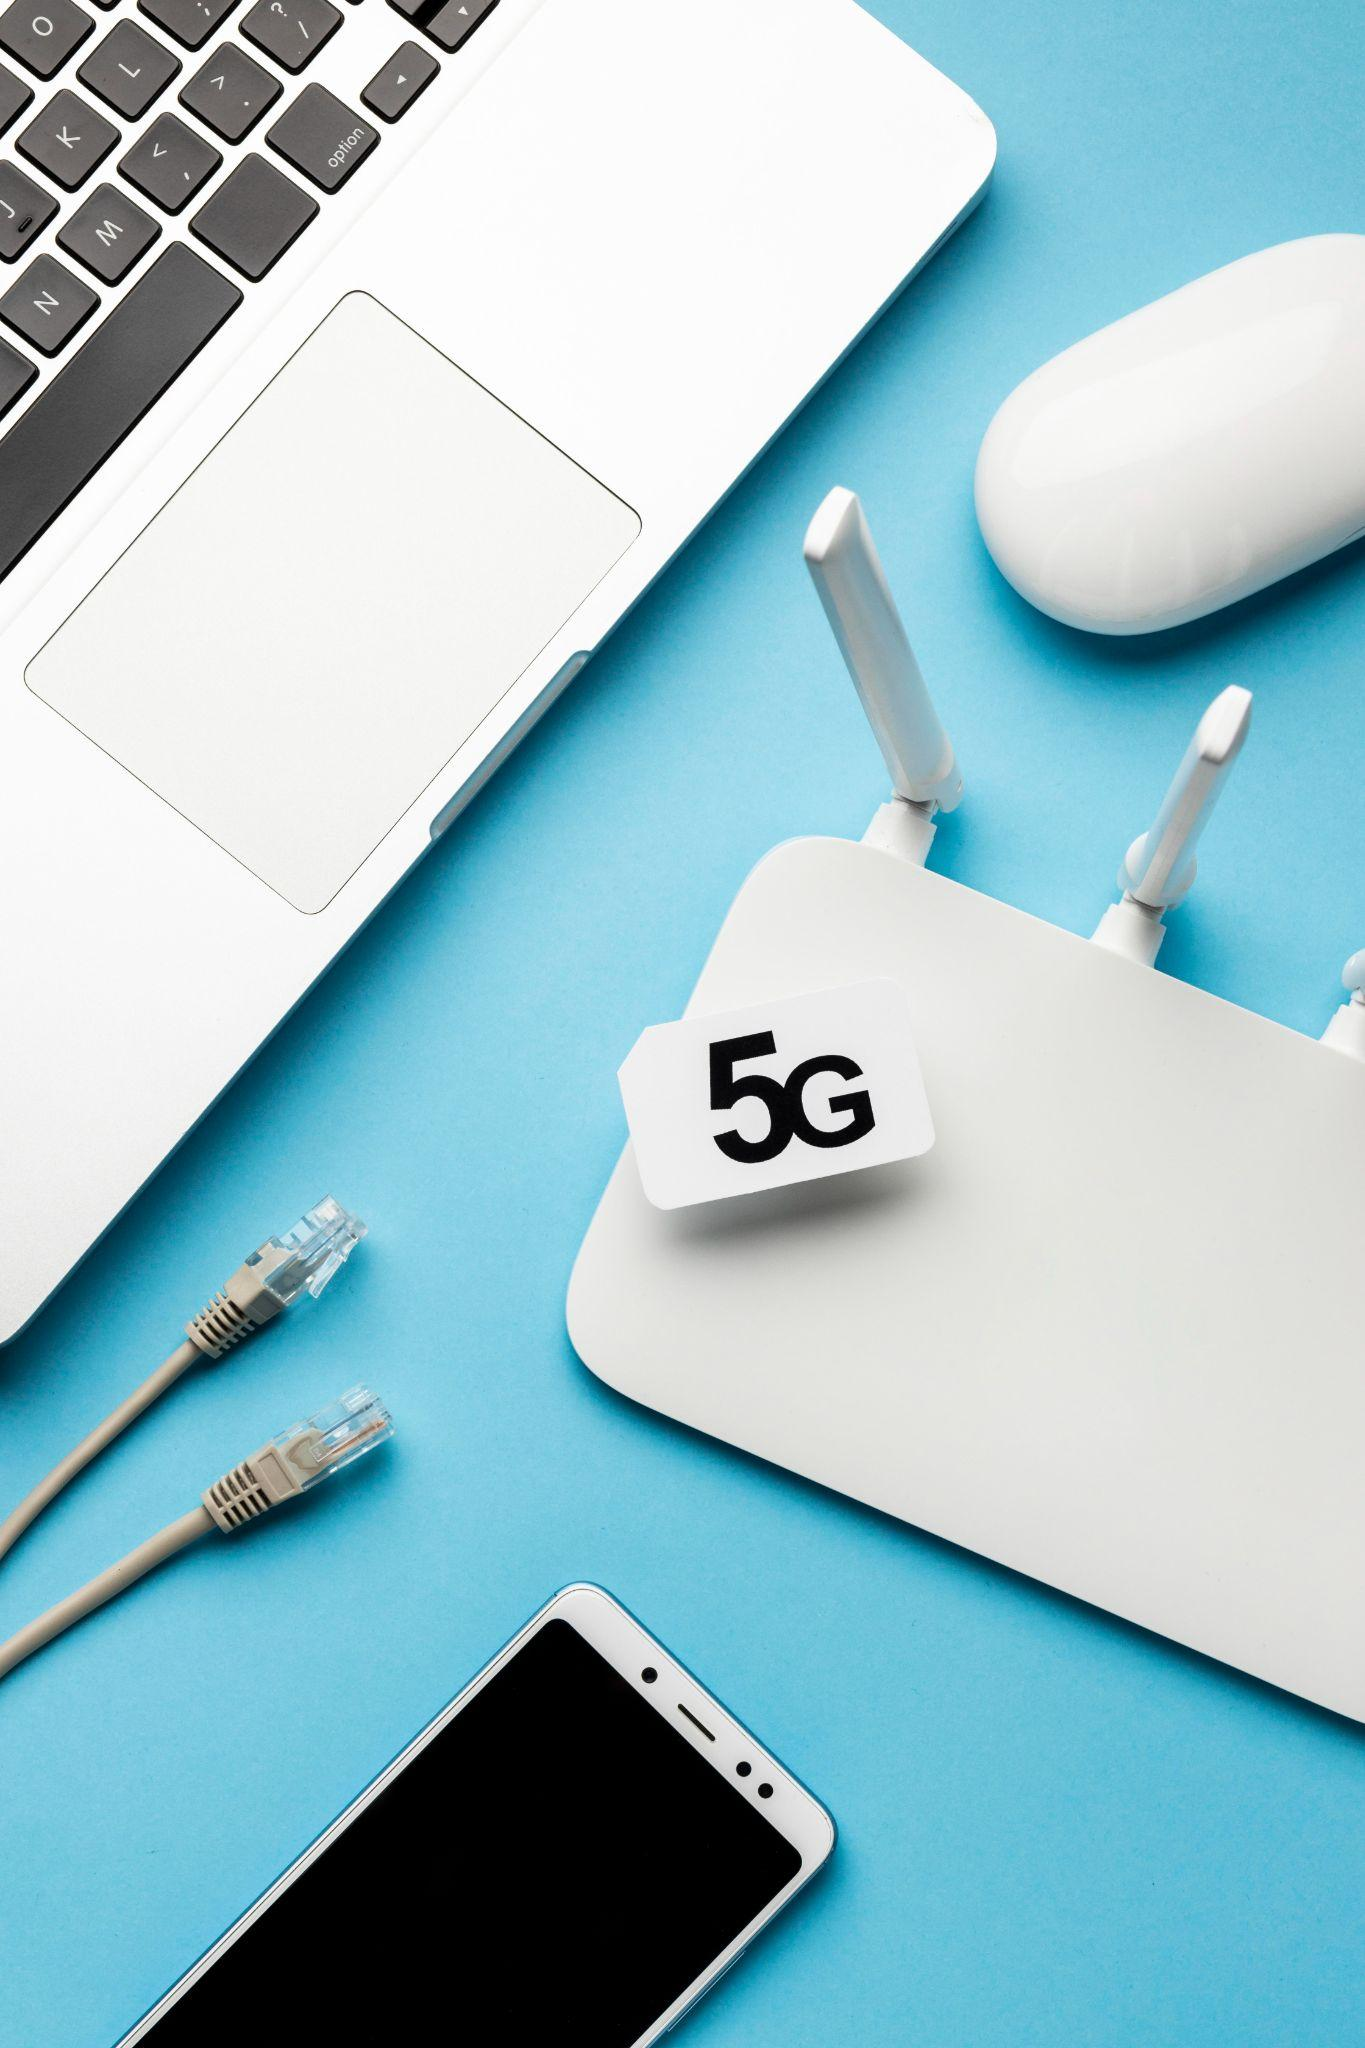 O
: ;
? /
L
> .
K
< ,
option
J
M
N
5G